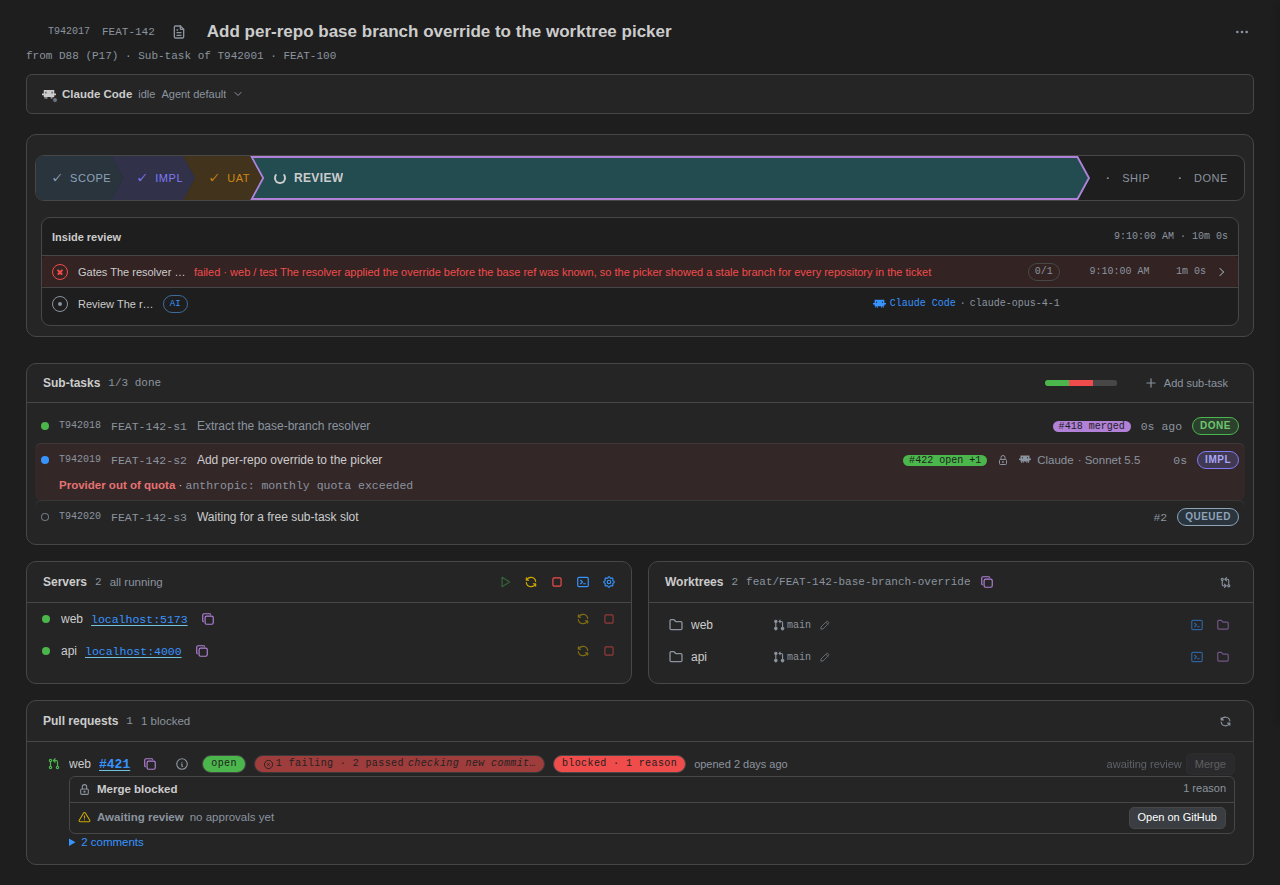 T942017 FEAT-142 Add per-repo base branch override to the worktree picker
from D88 (P17) · Sub-task of T942001 · FEAT-100
Claude Code idle Agent default
SCOPE IMPL UAT REVIEW SHIP DONE
Inside review 9:10:00 AM · 10m 0s
Gates The resolver … failed · web / test The resolver applied the override before the base ref was known, so the picker showed a stale branch for every repository in the ticket 0/1 9:10:00 AM 1m 0s
Review The r… AI Claude Code · claude-opus-4-1
Sub-tasks 1/3 done Add sub-task
T942018 FEAT-142-s1 Extract the base-branch resolver #418 merged 0s ago DONE
T942019 FEAT-142-s2 Add per-repo override to the picker #422 open +1 Claude · Sonnet 5.5 0s IMPL
Provider out of quota · anthropic: monthly quota exceeded
T942020 FEAT-142-s3 Waiting for a free sub-task slot #2 QUEUED
Servers 2 all running
web localhost:5173
api localhost:4000
Worktrees 2 feat/FEAT-142-base-branch-override
web main
api main
Pull requests 1 1 blocked
web #421 open 1 failing · 2 passed checking new commit… blocked · 1 reason opened 2 days ago awaiting review Merge
Merge blocked 1 reason
Awaiting review no approvals yet Open on GitHub
2 comments